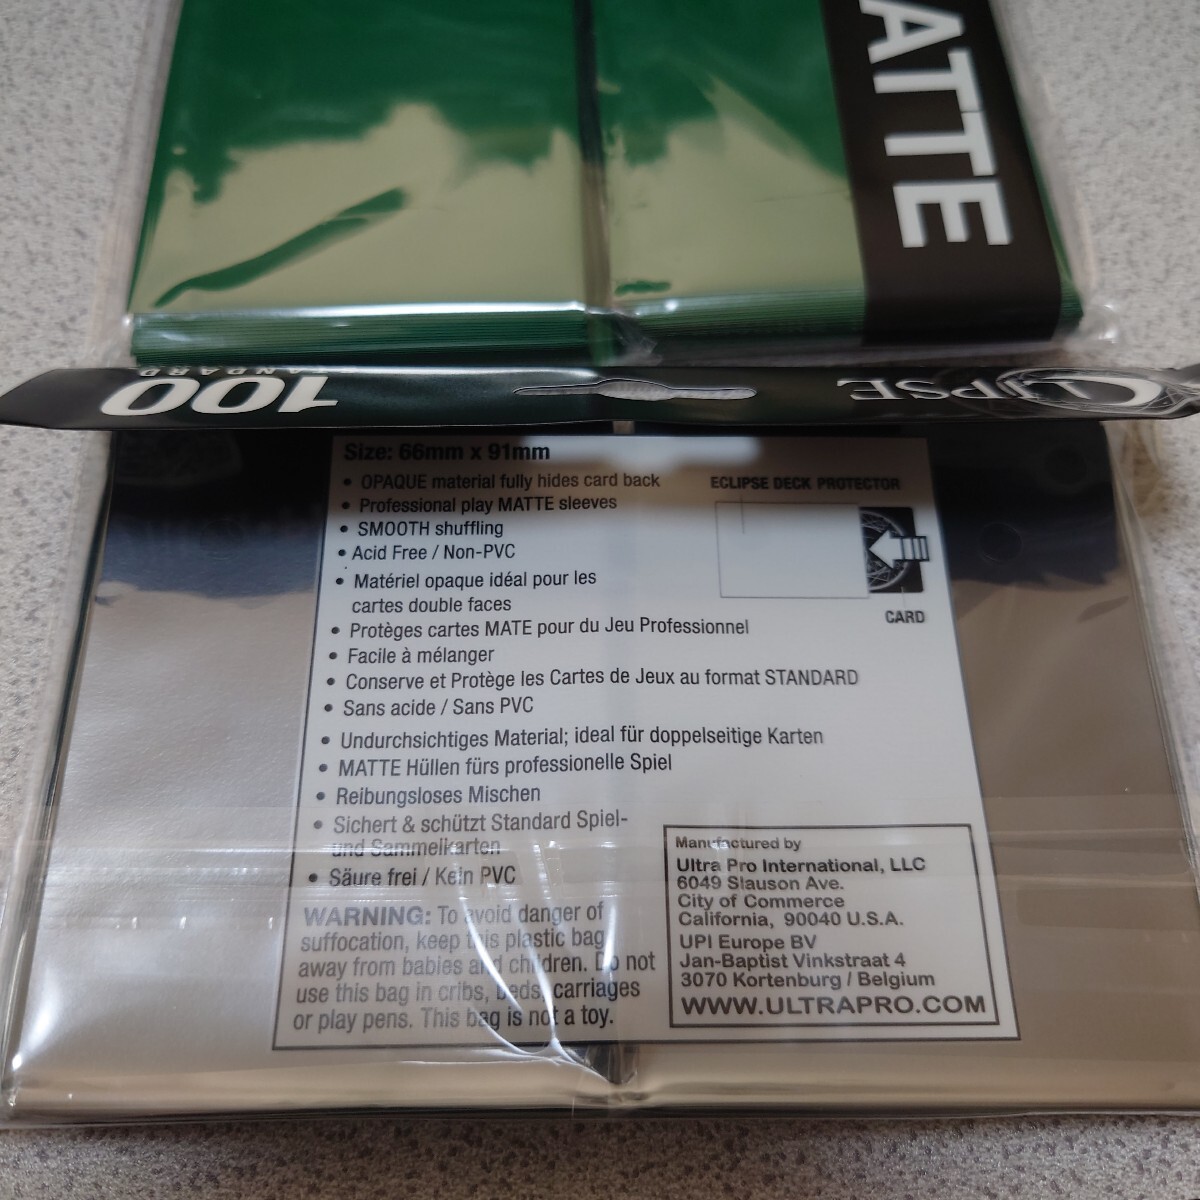 ATTE
100
STANDARD
ECLIPSE
Size: 66mm x 91mm
• OPAQUE material fully hides card back
• Professional play MATTE sleeves
• SMOOTH shuffling
• Acid Free / Non-PVC
• Matériel opaque idéal pour les
cartes double faces
• Protèges cartes MATE pour du Jeu Professionnel
• Facile à mélanger
• Conserve et Protège les Cartes de Jeux au format STANDARD
• Sans acide / Sans PVC
• Undurchsichtiges Material; ideal für doppelseitige Karten
• MATTE Hüllen fürs professionelle Spiel
• Reibungsloses Mischen
• Sichert & schützt Standard Spiel-
und Sammelkarten
• Säure frei / Kein PVC
WARNING: To avoid danger of
suffocation, keep this plastic bag
away from babies and children. Do not
use this bag in cribs, beds, carriages
or play pens. This bag is not a toy.
ECLIPSE DECK PROTECTOR
CARD
Manufactured by
Ultra Pro International, LLC
6049 Slauson Ave.
City of Commerce
California, 90040 U.S.A.
UPI Europe BV
Jan-Baptist Vinkstraat 4
3070 Kortenburg / Belgium
WWW.ULTRAPRO.COM